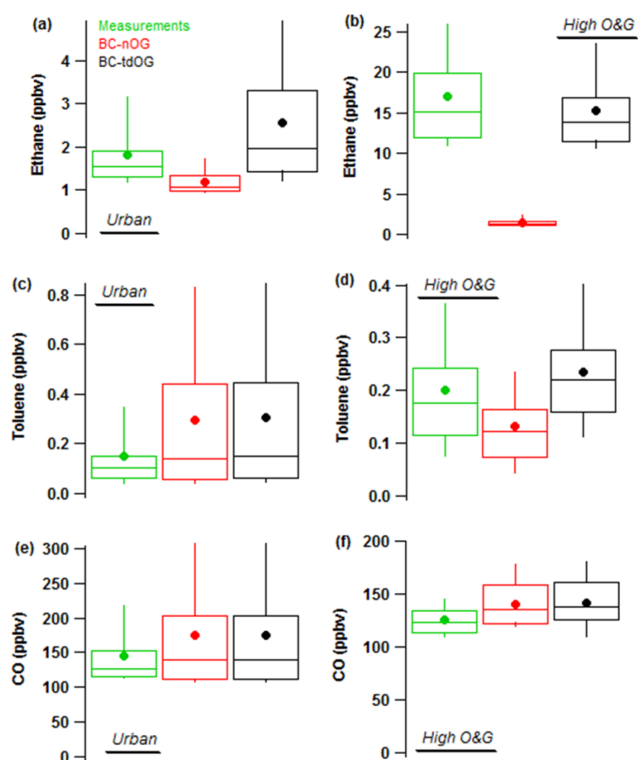 (a)
Measurements
BC-nOG
BC-tdOG
Ethane (ppbv)
4
3
2
1
0
Urban
(b)
High O&G
Ethane (ppbv)
25
20
15
10
5
0
(c)
Urban
Toluene (ppbv)
0.8
0.6
0.4
0.2
0.0
(d)
High O&G
Toluene (ppbv)
0.4
0.3
0.2
0.1
0.0
(e)
CO (ppbv)
300
250
200
150
100
50
0
Urban
(f)
CO (ppbv)
200
150
100
50
0
High O&G